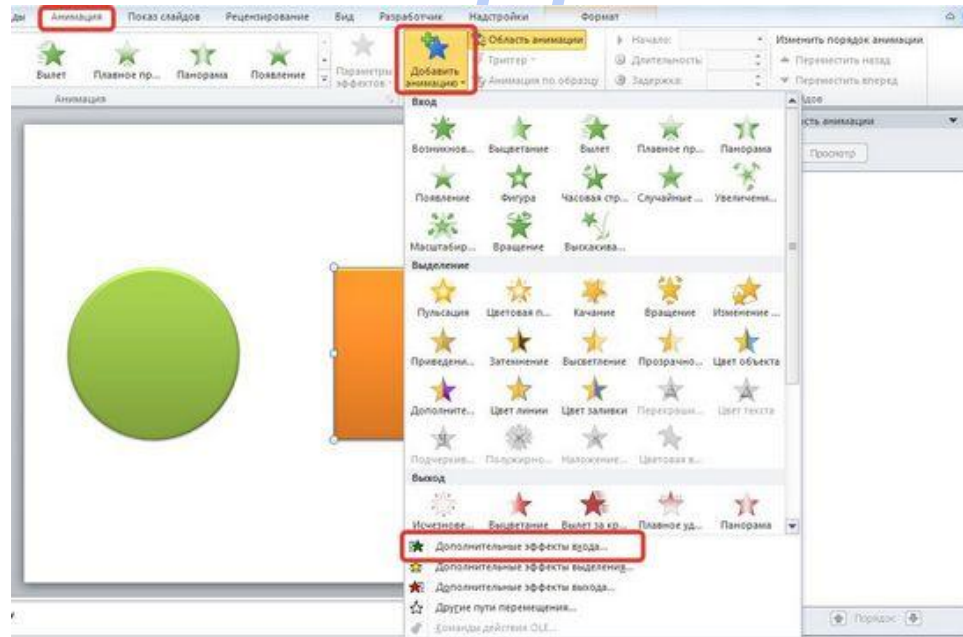 ды Анимация Показ слайдов Рецензирование Вид Разработчик Надстройки Формат
Вылет Плавное пр... Панорама Появление Параметры эффектов Добавить анимацию
Область анимации Начало: Изменить порядок анимации
Триггер Длительность: Переместить назад
Анимация по образцу Задержка: Переместить вперед
Анимация
дов
Вход
сть анимации
Просмотр
Возникнов... Выцветание Вылет Плавное пр... Панорама
Появление Фигура Часовая стр... Случайные ... Увеличени...
Масштабир... Вращение Выскакива...
Выделение
Пульсация Цветовая п... Качание Вращение Изменение ...
Приведени... Затемнение Высветление Прозрачно... Цвет объекта
Дополните... Цвет линии Цвет заливки Перекраши... Цвет текста
Подчеркив... Полужирно... Наложение... Цветовая в...
Выход
Исчезнове... Выцветание Вылет за кр... Плавное уд... Панорама
Дополнительные эффекты входа...
Дополнительные эффекты выделения...
Дополнительные эффекты выхода...
Другие пути перемещения...
Команды действия OLE...
Порядок